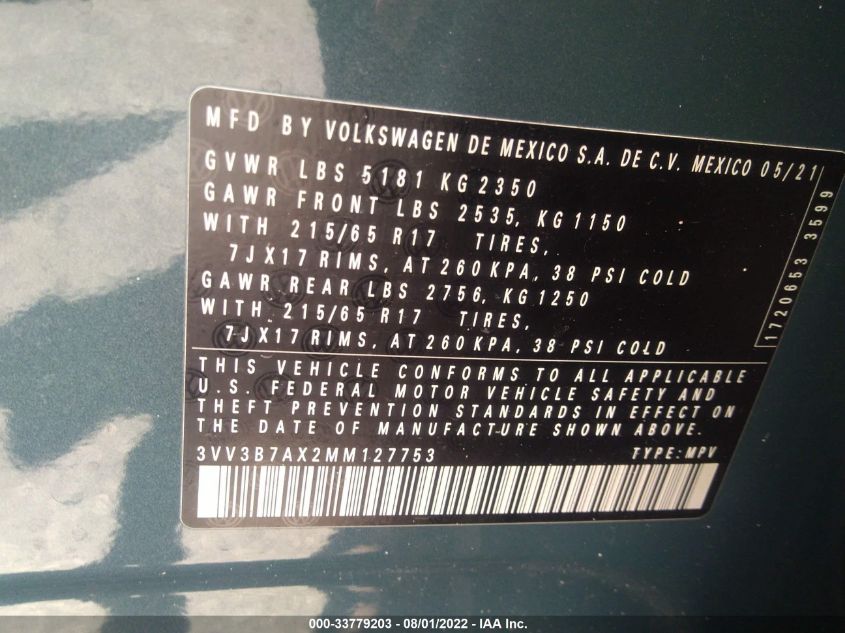 MFD BY VOLKSWAGEN DE MEXICO S.A. DE C.V. MEXICO 05/21
GVWR LBS 5181 KG 2350
GAWR FRONT LBS 2535, KG 1150
WITH 215/65 R17 TIRES,
7JX17 RIMS, AT 260 KPA, 38 PSI COLD
GAWR REAR LBS 2756, KG 1250
WITH 215/65 R17 TIRES,
7JX17 RIMS, AT 260 KPA, 38 PSI COLD
1720653 3599
THIS VEHICLE CONFORMS TO ALL APPLICABLE
U.S. FEDERAL MOTOR VEHICLE SAFETY AND
THEFT PREVENTION STANDARDS IN EFFECT ON
THE DATE OF MANUFACTURE SHOWN ABOVE.
3VV3B7AX2MM127753 TYPE: MPV
000-33779203 - 08/01/2022 - IAA Inc.